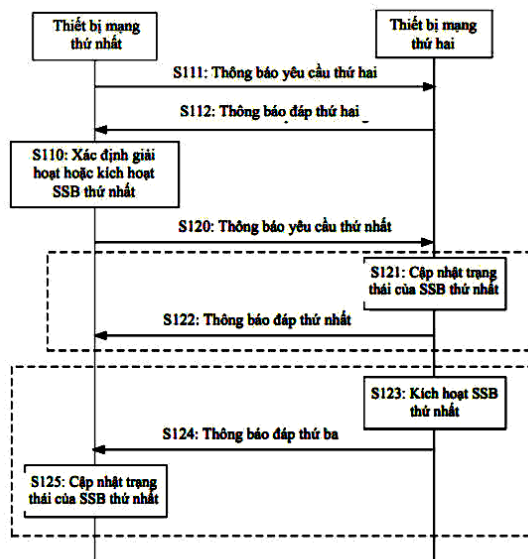 Thiết bị mạng
thứ nhất
Thiết bị mạng
thứ hai
S111: Thông báo yêu cầu thứ hai
S112: Thông báo đáp thứ hai
S110: Xác định giải
hoạt hoặc kích hoạt
SSB thứ nhất
S120: Thông báo yêu cầu thứ nhất
S121: Cập nhật trạng
thái của SSB thứ nhất
S122: Thông báo đáp thứ nhất
S123: Kích hoạt SSB
thứ nhất
S124: Thông báo đáp thứ ba
S125: Cập nhật trạng
thái của SSB thứ nhất